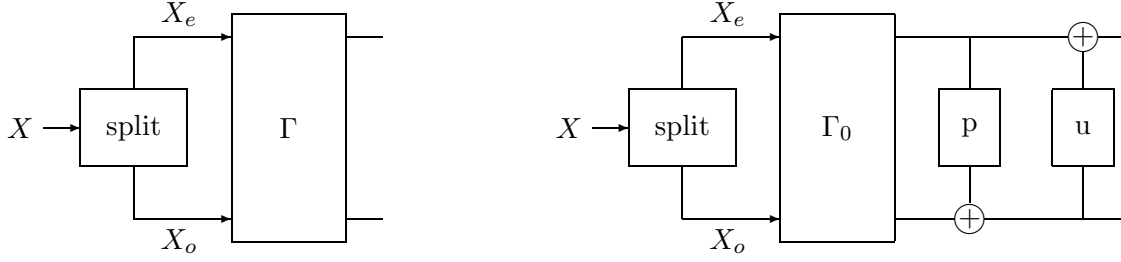 X_e X_e
X split Γ X split Γ_0 p u
X_o X_o
+
+